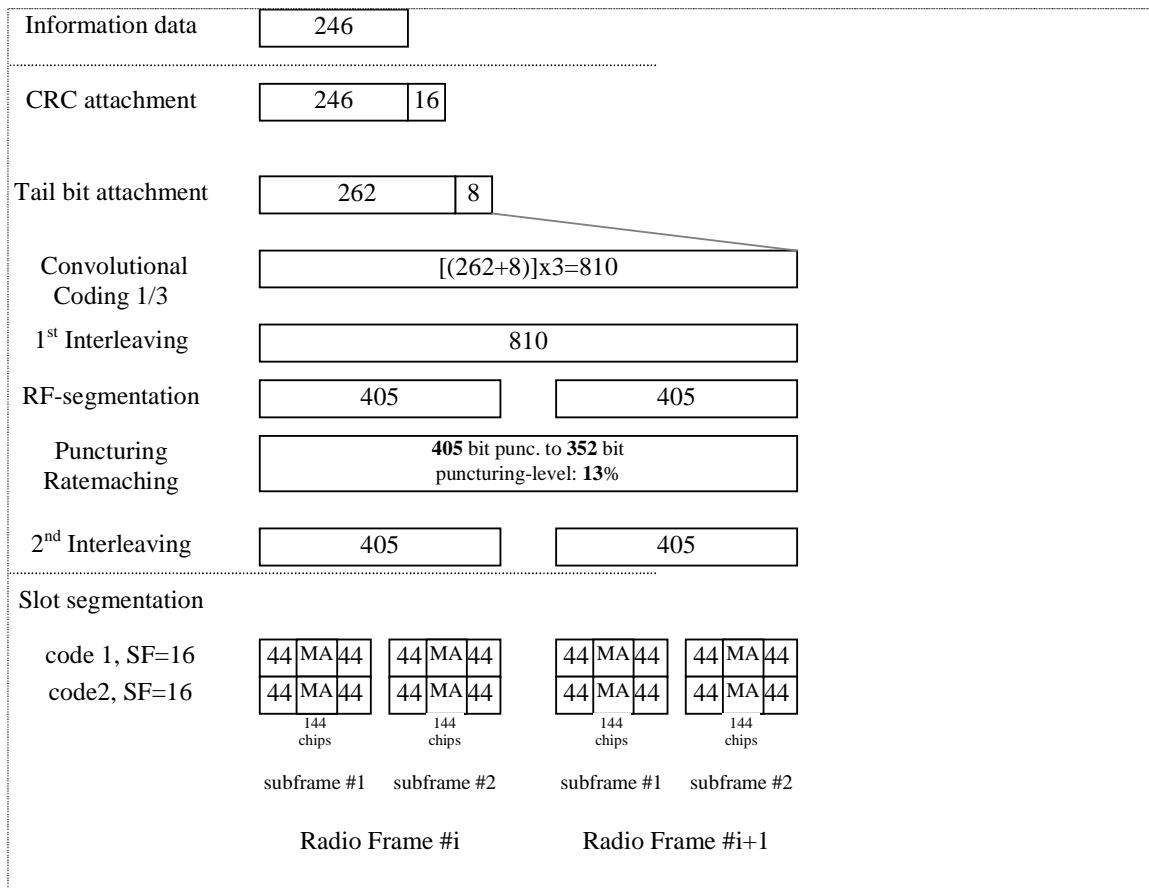 Information data
246
CRC attachment
246 16
Tail bit attachment
262 8
Convolutional
Coding 1/3
[(262+8)]x3=810
1st Interleaving
810
RF-segmentation
405 405
Puncturing
Ratemaching
405 bit punc. to 352 bit
puncturing-level: 13%
2nd Interleaving
405 405
Slot segmentation
code 1, SF=16
44 MA 44 44 MA 44 44 MA 44 44 MA 44
code2, SF=16
44 MA 44 44 MA 44 44 MA 44 44 MA 44
144 144 144 144
chips chips chips chips
subframe #1 subframe #2 subframe #1 subframe #2
Radio Frame #i Radio Frame #i+1